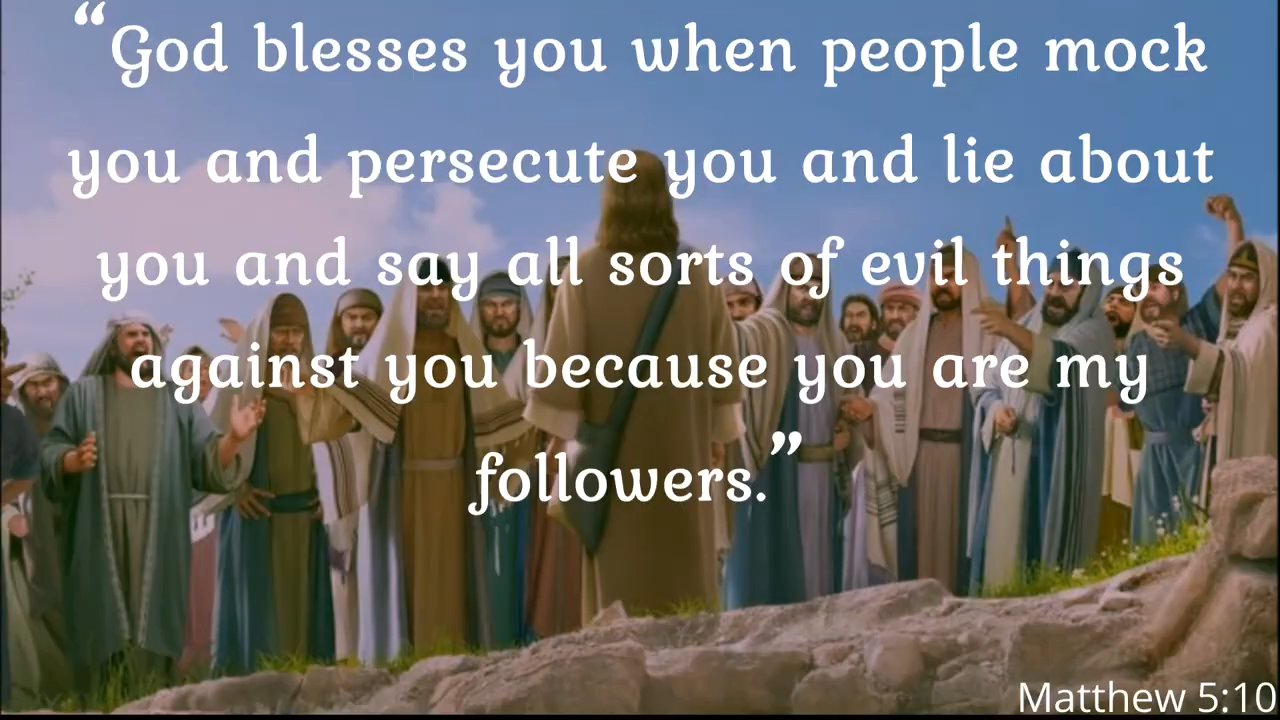 “God blesses you when people mock
you and persecute you and lie about
you and say all sorts of evil things
against you because you are my
followers.”
Matthew 5:10